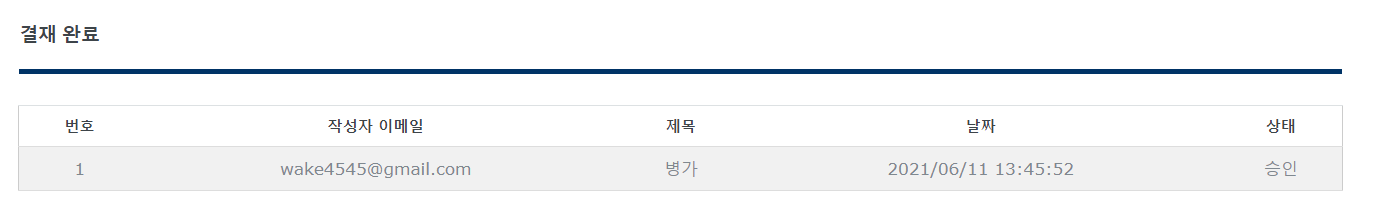 결재 완료
번호 작성자 이메일 제목 날짜 상태
1 wake4545@gmail.com 병가 2021/06/11 13:45:52 승인